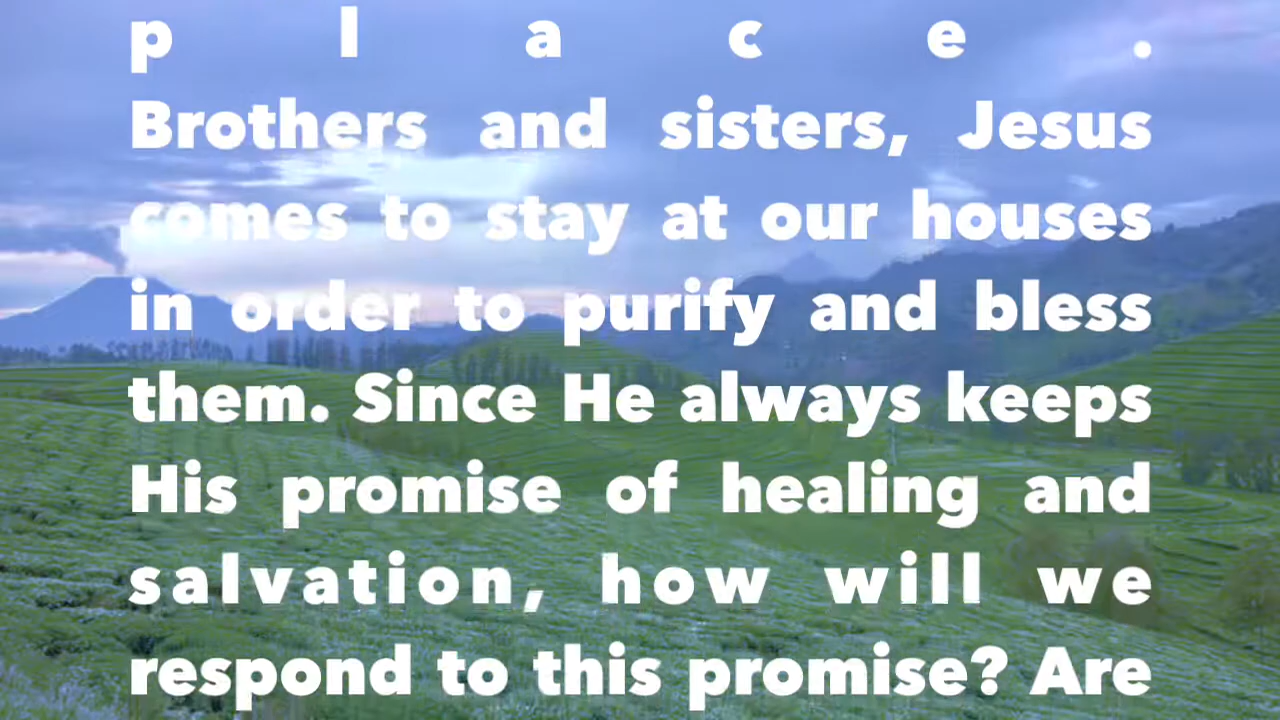 place.
Brothers and sisters, Jesus
comes to stay at our houses
in order to purify and bless
them. Since He always keeps
His promise of healing and
salvation, how will we
respond to this promise? Are